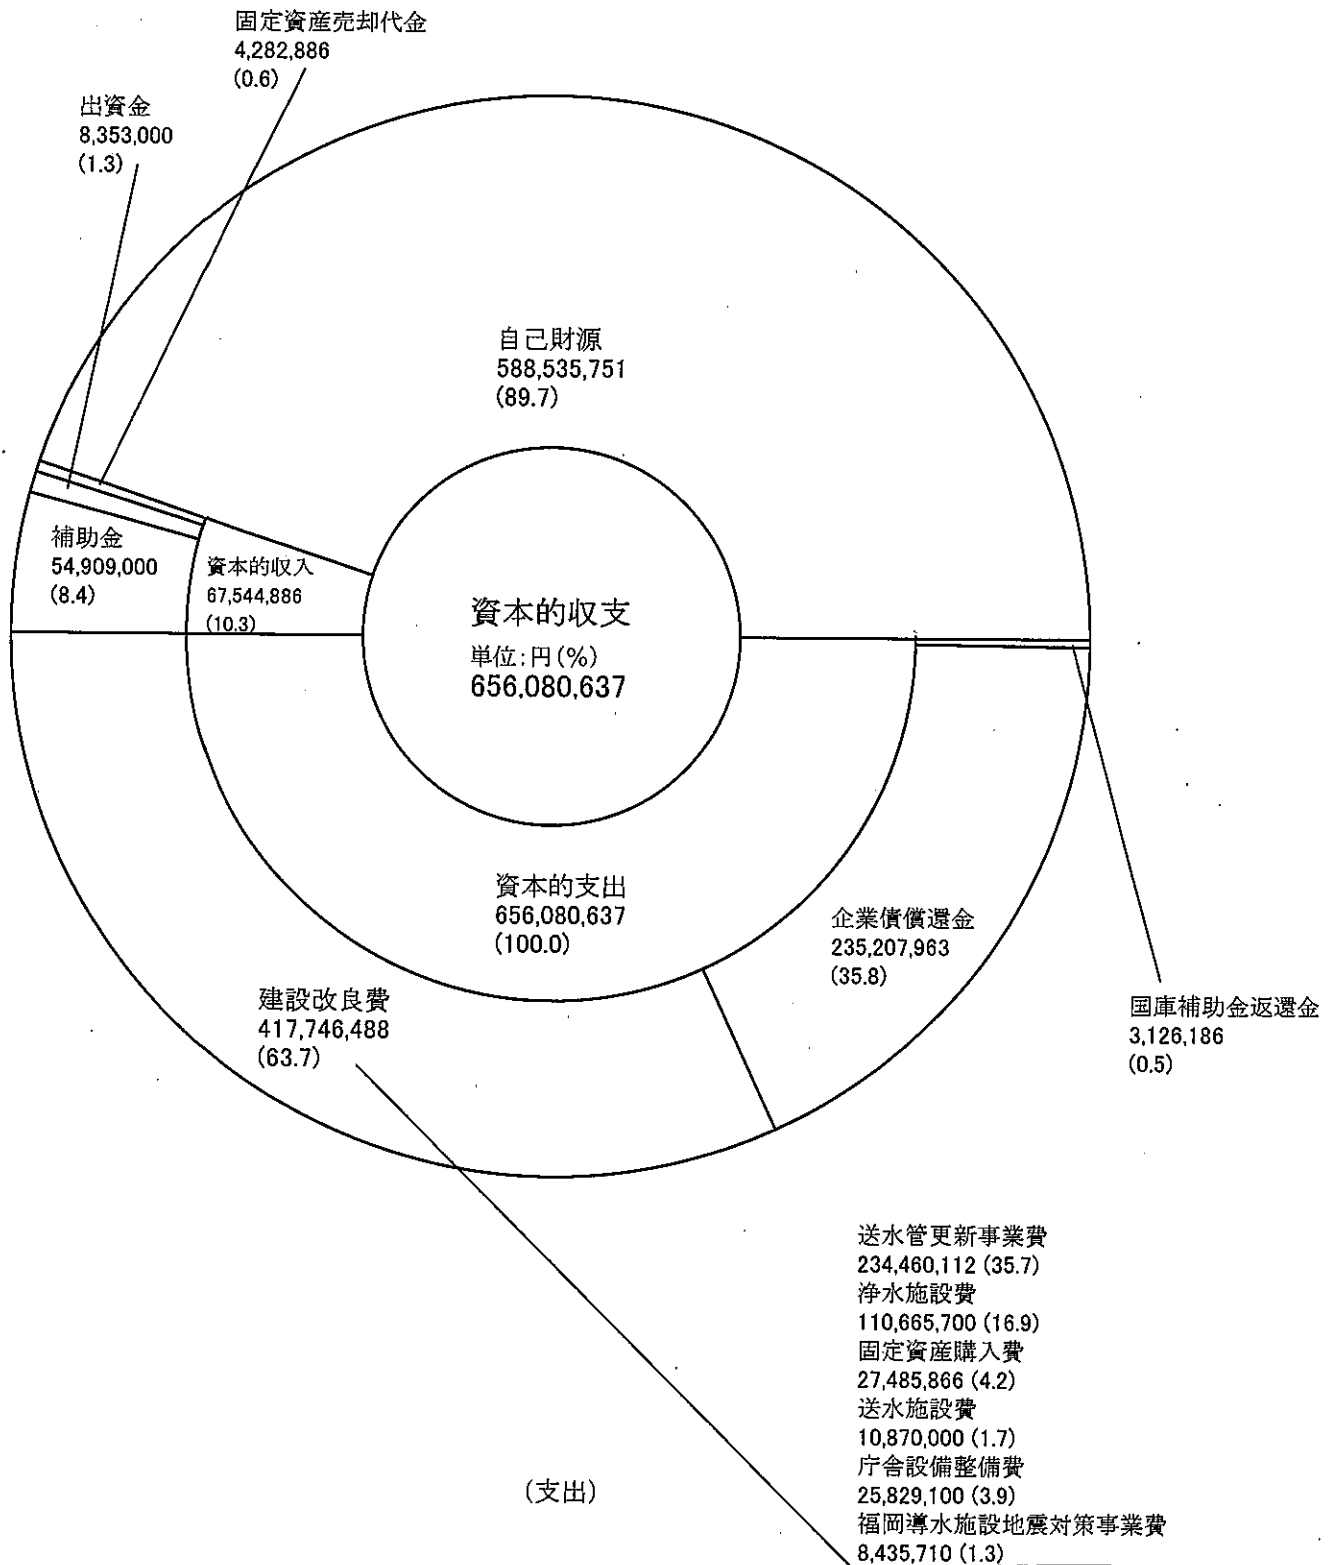 固定資産売却代金
4,282,886
(0.6)
出資金
8,353,000
(1.3)
自己財源
588,535,751
(89.7)
補助金
54,909,000
(8.4)
資本的収入
67,544,886
(10.3)
資本的収支
単位:円(%)
656,080,637
資本的支出
656,080,637
(100.0)
企業債償還金
235,207,963
(35.8)
建設改良費
417,746,488
(63.7)
国庫補助金返還金
3,126,186
(0.5)
送水管更新事業費
234,460,112 (35.7)
浄水施設費
110,665,700 (16.9)
固定資産購入費
27,485,866 (4.2)
送水施設費
10,870,000 (1.7)
庁舎設備整備費
25,829,100 (3.9)
福岡導水施設地震対策事業費
8,435,710 (1.3)
(支出)